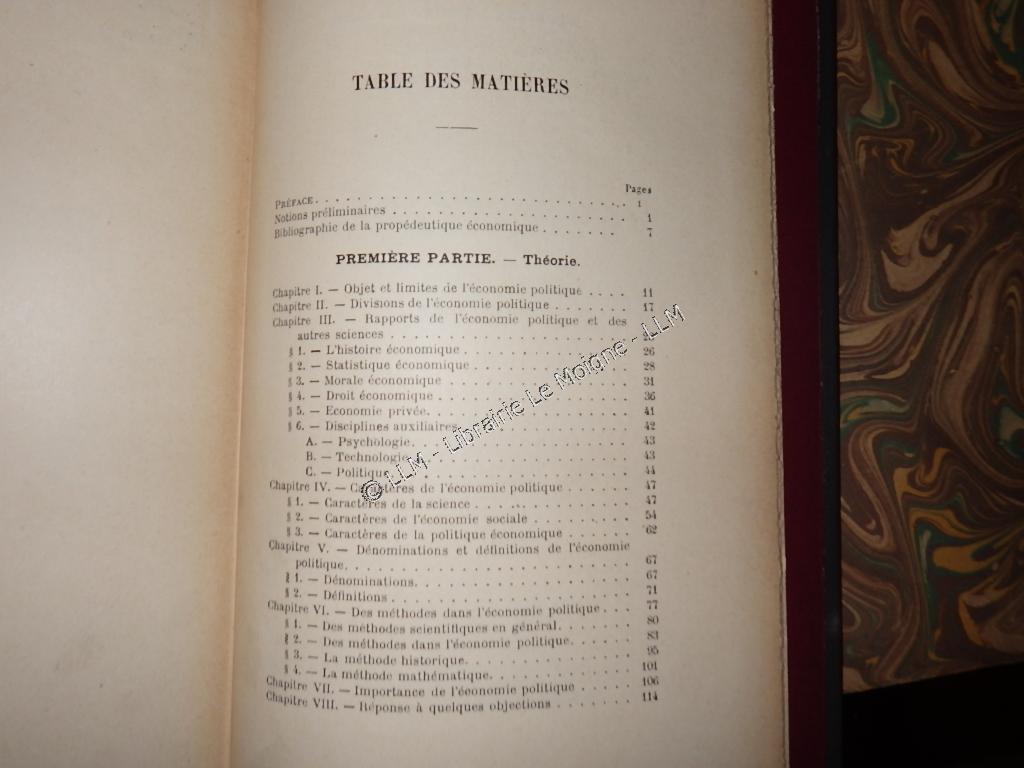 TABLE DES MATIÈRES
Pages
PRÉFACE. . . . . . . . . . . . . . . . . . . . . . . . . . . . 1
Notions préliminaires . . . . . . . . . . . . . . . . . . . . 1
Bibliographie de la propédeutique économique . . . . . . . 7
PREMIÈRE PARTIE. — Théorie.
Chapitre I. — Objet et limites de l'économie politique . . . . 11
Chapitre II. — Divisions de l'économie politique . . . . . . . 17
Chapitre III. — Rapports de l'économie politique et des
autres sciences . . . . . . . . . . . . . . . . . . . .
§ 1. — L'histoire économique . . . . . . . . . . . . . . 26
§ 2. — Statistique économique . . . . . . . . . . . . . 28
§ 3. — Morale économique . . . . . . . . . . . . . . . 31
§ 4. — Droit économique . . . . . . . . . . . . . . . . 36
§ 5. — Economie privée. . . . . . . . . . . . . . . . . 41
§ 6. — Disciplines auxiliaires. . . . . . . . . . . . . . 42
A. — Psychologie. . . . . . . . . . . . . . . . . . 43
B. — Technologie. . . . . . . . . . . . . . . . . . 43
C. — Politique . . . . . . . . . . . . . . . . . . . 44
Chapitre IV. — Caractères de l'économie politique . . . . . . 47
§ 1. — Caractères de la science . . . . . . . . . . . . . 47
§ 2. — Caractères de l'économie sociale . . . . . . . . 54
§ 3. — Caractères de la politique économique . . . . . . 62
Chapitre V. — Dénominations et définitions de l'économie
politique. . . . . . . . . . . . . . . . . . . . . . . 67
§ 1. — Dénominations. . . . . . . . . . . . . . . . . . 67
§ 2. — Définitions . . . . . . . . . . . . . . . . . . . 71
Chapitre VI. — Des méthodes dans l'économie politique. . . 77
§ 1. — Des méthodes scientifiques en général. . . . . . . 80
§ 2. — Des méthodes dans l'économie politique. . . . . . 83
§ 3. — La méthode historique. . . . . . . . . . . . . . 95
§ 4. — La méthode mathématique. . . . . . . . . . . . 101
Chapitre VII. — Importance de l'économie politique . . . . . 106
Chapitre VIII. — Réponse à quelques objections . . . . . . . 114
© LLM - Librairie Le Moigne - LLM